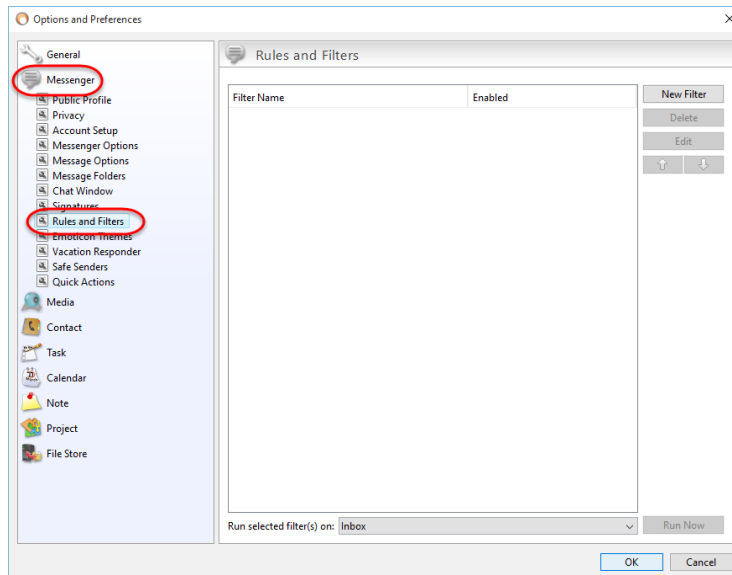 Options and Preferences
General
Messenger
Public Profile
Privacy
Account Setup
Messenger Options
Message Options
Message Folders
Chat Window
Signatures
Rules and Filters
Emoticon Themes
Vacation Responder
Safe Senders
Quick Actions
Media
Contact
Task
Calendar
Note
Project
File Store
Rules and Filters
Filter Name Enabled
New Filter
Delete
Edit
Run selected filter(s) on: Inbox Run Now
OK Cancel